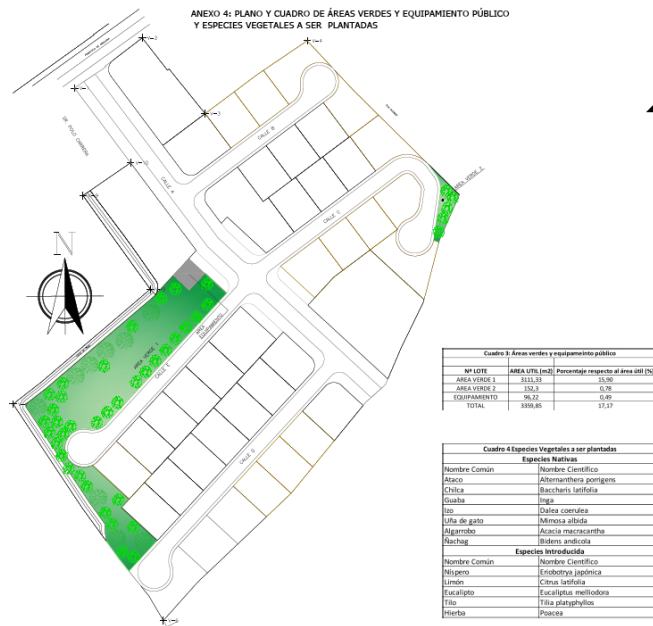 ANEXO 4: PLANO Y CUADRO DE ÁREAS VERDES Y EQUIPAMIENTO PÚBLICO
Y ESPECIES VEGETALES A SER PLANTADAS
V-2
V-4
V-3
CALLE B
CALLE A
CALLE C
AREA VERDE 2
N
AREA VERDE 1
CALLE E
AREA
EQUIPAMIENTO
CALLE D
Cuadro 3: Áreas verdes y equipameinto público
Nª LOTE AREA UTIL (m2) Porcentaje respecto al área útil (%)
AREA VERDE 1 3111,33 15,90
AREA VERDE 2 152,3 0,78
EQUIPAMIENTO 96,22 0,49
TOTAL 3359,85 17,17
Cuadro 4 Especies Vegetales a ser plantadas
Especies Nativas
Nombre Común Nombre Científico
Ataco Alternanthera porrigens
Chilca Baccharis latifolia
Guaba Inga
Izo Dalea coerulea
Uña de gato Mimosa albida
Algarrobo Acacia macracantha
Ñachag Bidens andicola
Especies Introducida
Nombre Común Nombre Científico
Níspero Eriobotrya japónica
Limón Citrus latifolia
Eucalipto Eucaliptus melliodora
Tilo Tilia platyphyllos
Hierba Poacea